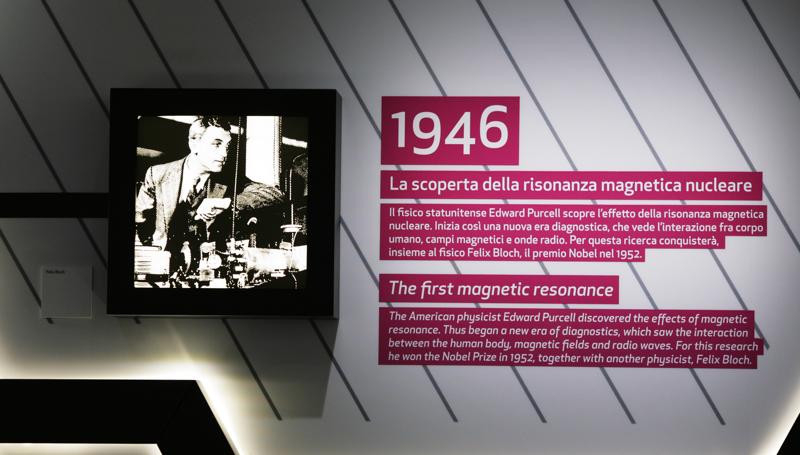 Felix Bloch
1946
La scoperta della risonanza magnetica nucleare
Il fisico statunitense Edward Purcell scopre l'effetto della risonanza magnetica
nucleare. Inizia così una nuova era diagnostica, che vede l'interazione fra corpo
umano, campi magnetici e onde radio. Per questa ricerca conquisterà,
insieme al fisico Felix Bloch, il premio Nobel nel 1952.
The first magnetic resonance
The American physicist Edward Purcell discovered the effects of magnetic
resonance. Thus began a new era of diagnostics, which saw the interaction
between the human body, magnetic fields and radio waves. For this research
he won the Nobel Prize in 1952, together with another physicist, Felix Bloch.